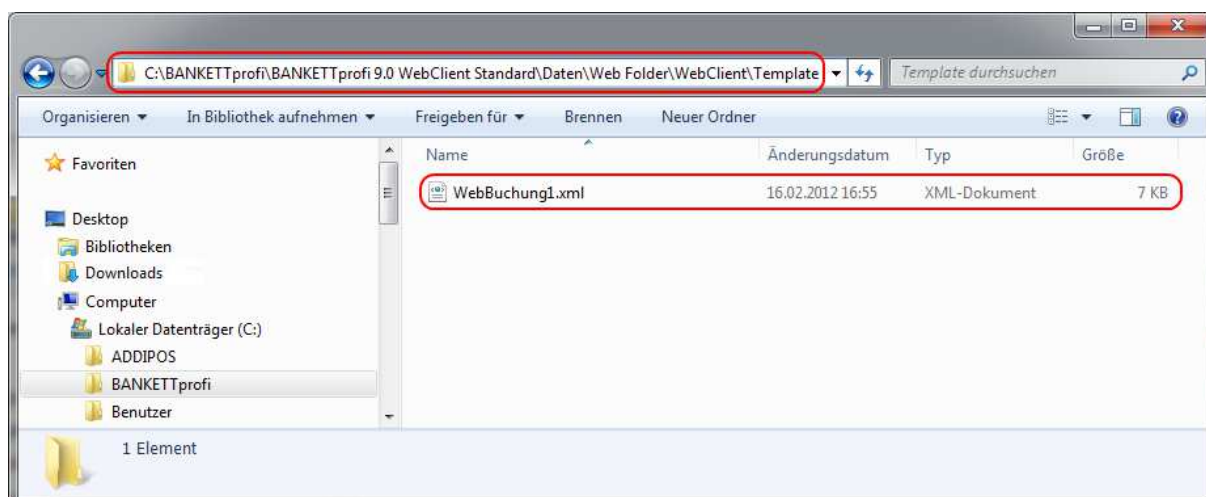 C:\BANKETTprofi\BANKETTprofi 9.0 WebClient Standard\Daten\Web Folder\WebClient\Template
Template durchsuchen
Organisieren In Bibliothek aufnehmen Freigeben für Brennen Neuer Ordner
Favoriten
Desktop
Bibliotheken
Downloads
Computer
Lokaler Datenträger (C:)
ADDIPOS
BANKETTprofi
Benutzer
Name Änderungsdatum Typ Größe
WebBuchung1.xml 16.02.2012 16:55 XML-Dokument 7 KB
1 Element